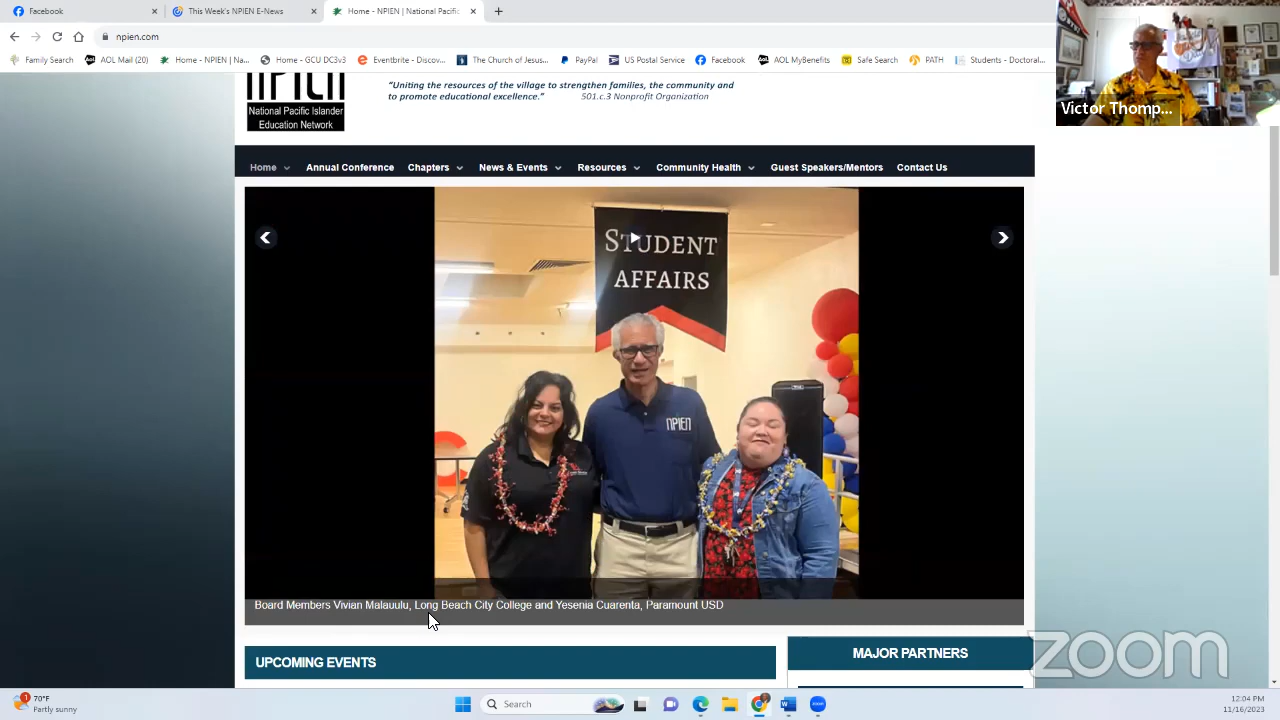 Facebook
This Week's NPIEN E-News
Home - NPIEN | National Pacific
npien.com
Family Search
AOL Mail (20)
Home - NPIEN | Na...
Home - GCU DC3v3
Eventbrite - Discov...
The Church of Jesus...
PayPal
US Postal Service
Facebook
AOL MyBenefits
Safe Search
PATH
Students - Doctoral...
Victor Thomp...
NPIEN
National Pacific Islander
Education Network
"Uniting the resources of the village to strengthen families, the community and
to promote educational excellence." 501.c.3 Nonprofit Organization
Home
Annual Conference
Chapters
News & Events
Resources
Community Health
Guest Speakers/Mentors
Contact Us
STUDENT
AFFAIRS
NPIEN
Board Members Vivian Malauulu, Long Beach City College and Yesenia Cuarenta, Paramount USD
UPCOMING EVENTS
MAJOR PARTNERS
zoom
1
70°F
Partly sunny
Search
12:04 PM
11/16/2023